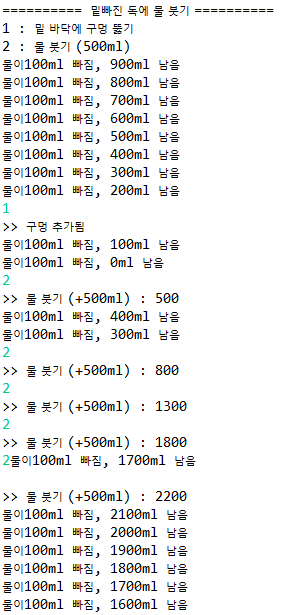 ========== 밑빠진 독에 물 붓기 ==========
1 : 밑 바닥에 구멍 뚫기
2 : 물 붓기 (500ml)
물이100ml 빠짐, 900ml 남음
물이100ml 빠짐, 800ml 남음
물이100ml 빠짐, 700ml 남음
물이100ml 빠짐, 600ml 남음
물이100ml 빠짐, 500ml 남음
물이100ml 빠짐, 400ml 남음
물이100ml 빠짐, 300ml 남음
물이100ml 빠짐, 200ml 남음
1
>> 구멍 추가됨
물이100ml 빠짐, 100ml 남음
물이100ml 빠짐, 0ml 남음
2
>> 물 붓기 (+500ml) : 500
물이100ml 빠짐, 400ml 남음
물이100ml 빠짐, 300ml 남음
2
>> 물 붓기 (+500ml) : 800
2
>> 물 붓기 (+500ml) : 1300
2
>> 물 붓기 (+500ml) : 1800
2물이100ml 빠짐, 1700ml 남음
>> 물 붓기 (+500ml) : 2200
물이100ml 빠짐, 2100ml 남음
물이100ml 빠짐, 2000ml 남음
물이100ml 빠짐, 1900ml 남음
물이100ml 빠짐, 1800ml 남음
물이100ml 빠짐, 1700ml 남음
물이100ml 빠짐, 1600ml 남음